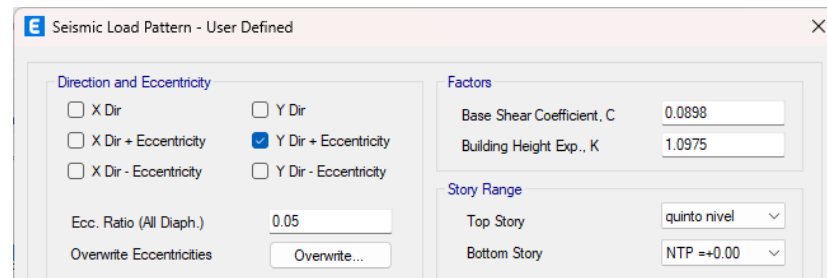 E Seismic Load Pattern - User Defined
Direction and Eccentricity
X Dir
Y Dir
X Dir + Eccentricity
Y Dir + Eccentricity
X Dir - Eccentricity
Y Dir - Eccentricity
Ecc. Ratio (All Diaph.)
0.05
Overwrite Eccentricities
Overwrite...
Factors
Base Shear Coefficient, C
0.0898
Building Height Exp., K
1.0975
Story Range
Top Story
quinto nivel
Bottom Story
NTP =+0.00